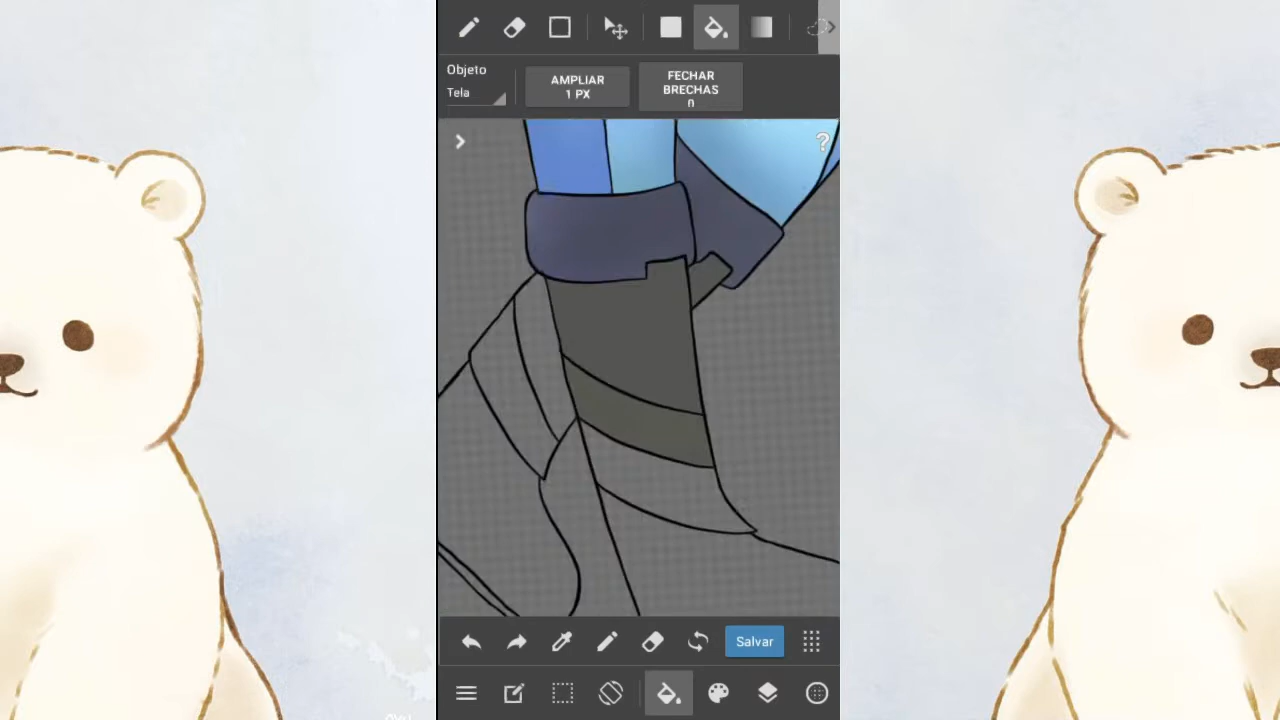 Objeto
Tela
AMPLIAR
1 PX
FECHAR
BRECHAS
?
Salvar